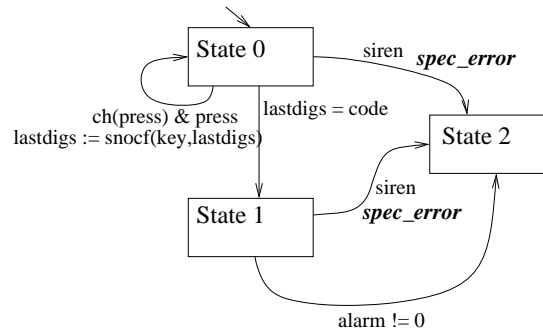 State 0
siren
spec_error
ch(press) & press
lastdigs := snocf(key,lastdigs)
lastdigs = code
State 2
siren
State 1
spec_error
alarm != 0